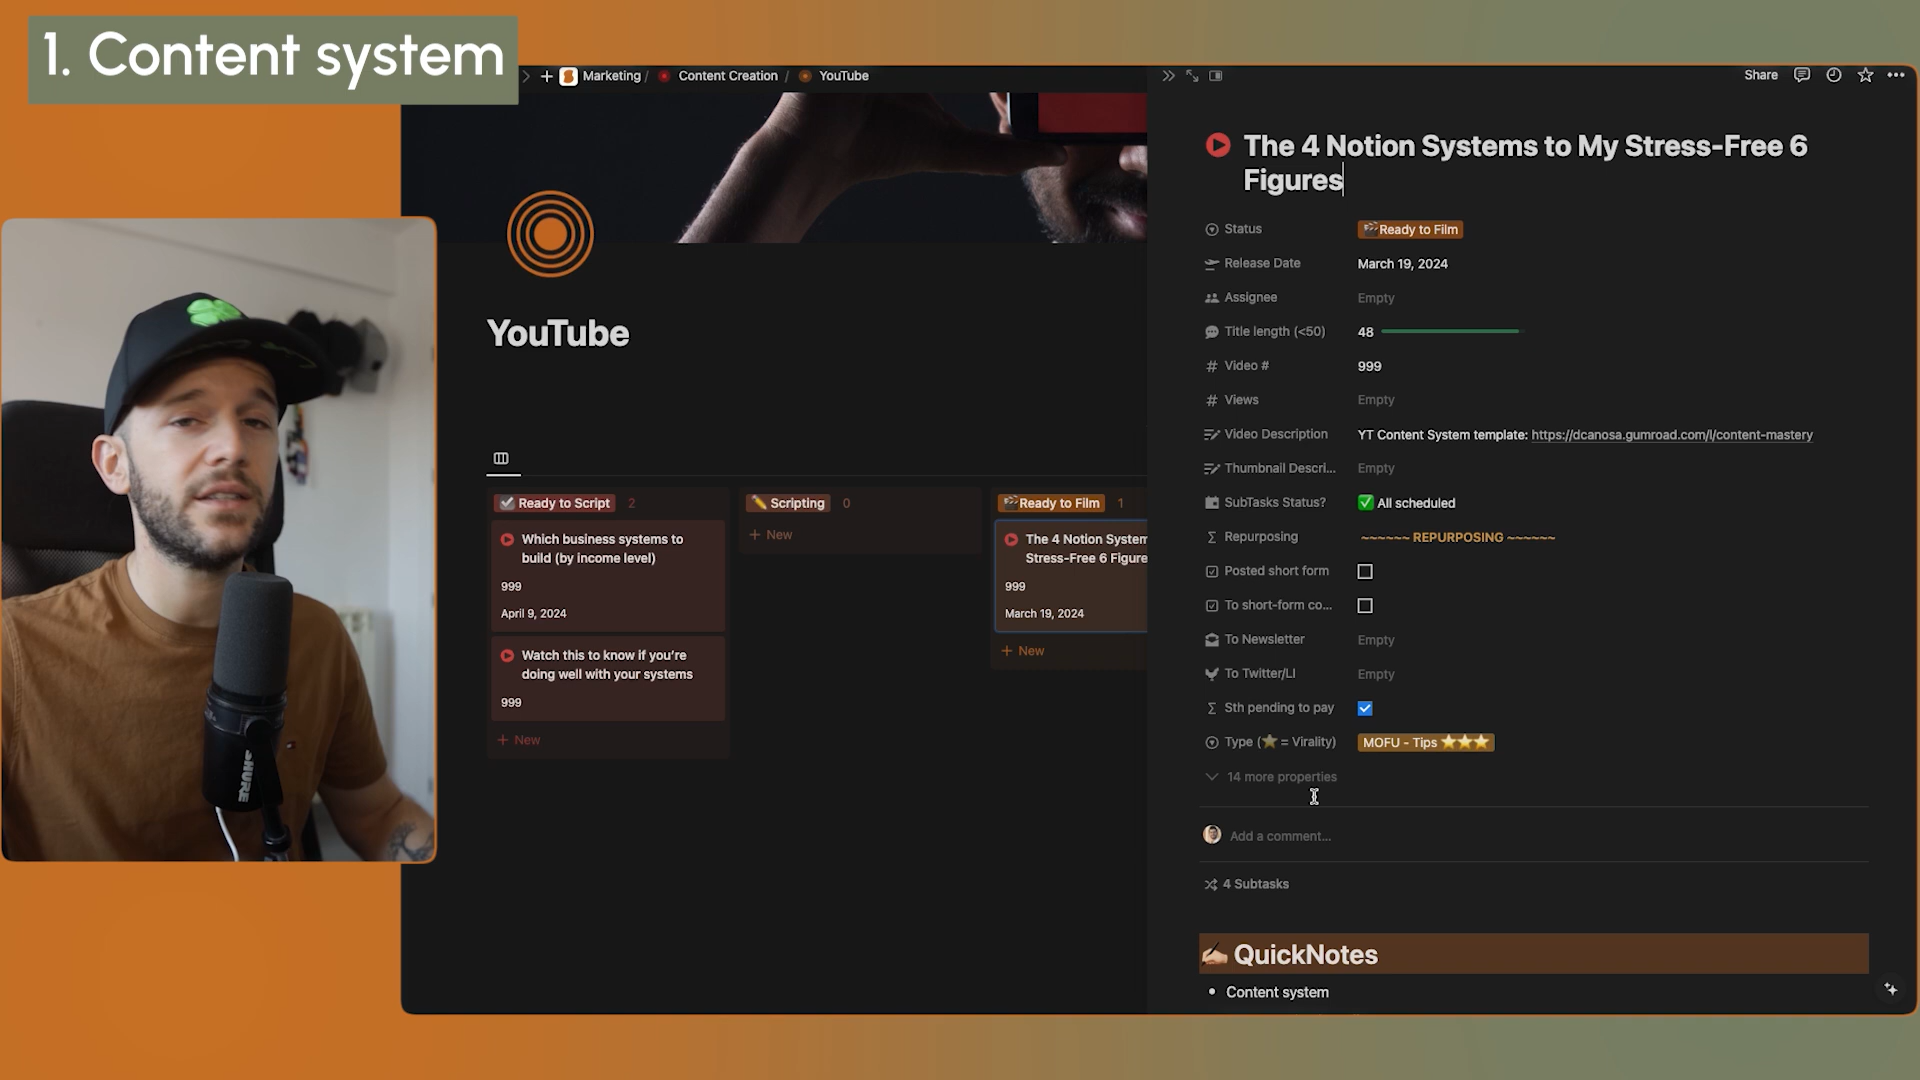 1. Content system
Marketing / Content Creation / YouTube
Share
YouTube
Ready to Script 2
Which business systems to
build (by income level)
999
April 9, 2024
Watch this to know if you’re
doing well with your systems
999
+ New
Scripting 0
+ New
Ready to Film 1
The 4 Notion System
Stress-Free 6 Figure
999
March 19, 2024
+ New
The 4 Notion Systems to My Stress-Free 6
Figures
Status Ready to Film
Release Date March 19, 2024
Assignee Empty
Title length (<50) 48
# Video # 999
# Views Empty
Video Description YT Content System template: https://dcanosa.gumroad.com/l/content-mastery
Thumbnail Descri... Empty
SubTasks Status? ✅ All scheduled
Σ Repurposing ~~~~~~ REPURPOSING ~~~~~~
Posted short form
To short-form co...
To Newsletter Empty
To Twitter/LI Empty
Σ Sth pending to pay
Type (⭐ = Virality) MOFU - Tips ⭐⭐⭐
14 more properties
Add a comment...
4 Subtasks
✍🏼 QuickNotes
• Content system
SHURE